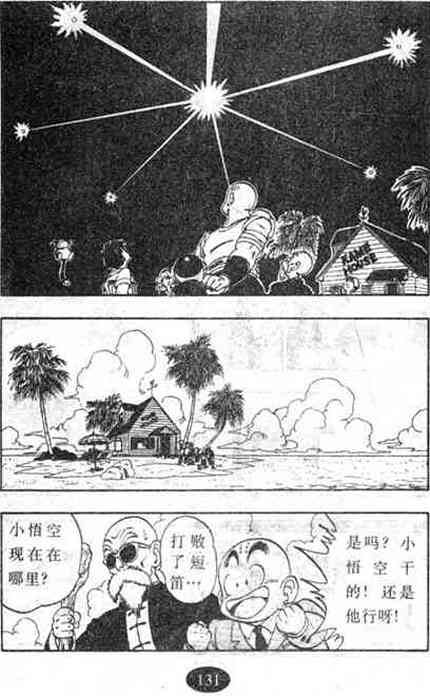 KAME
HOUSE
是吗？小
悟空干
的！还是
他行呀！
打败
了短
笛…
小悟空
现在在
哪里？
131